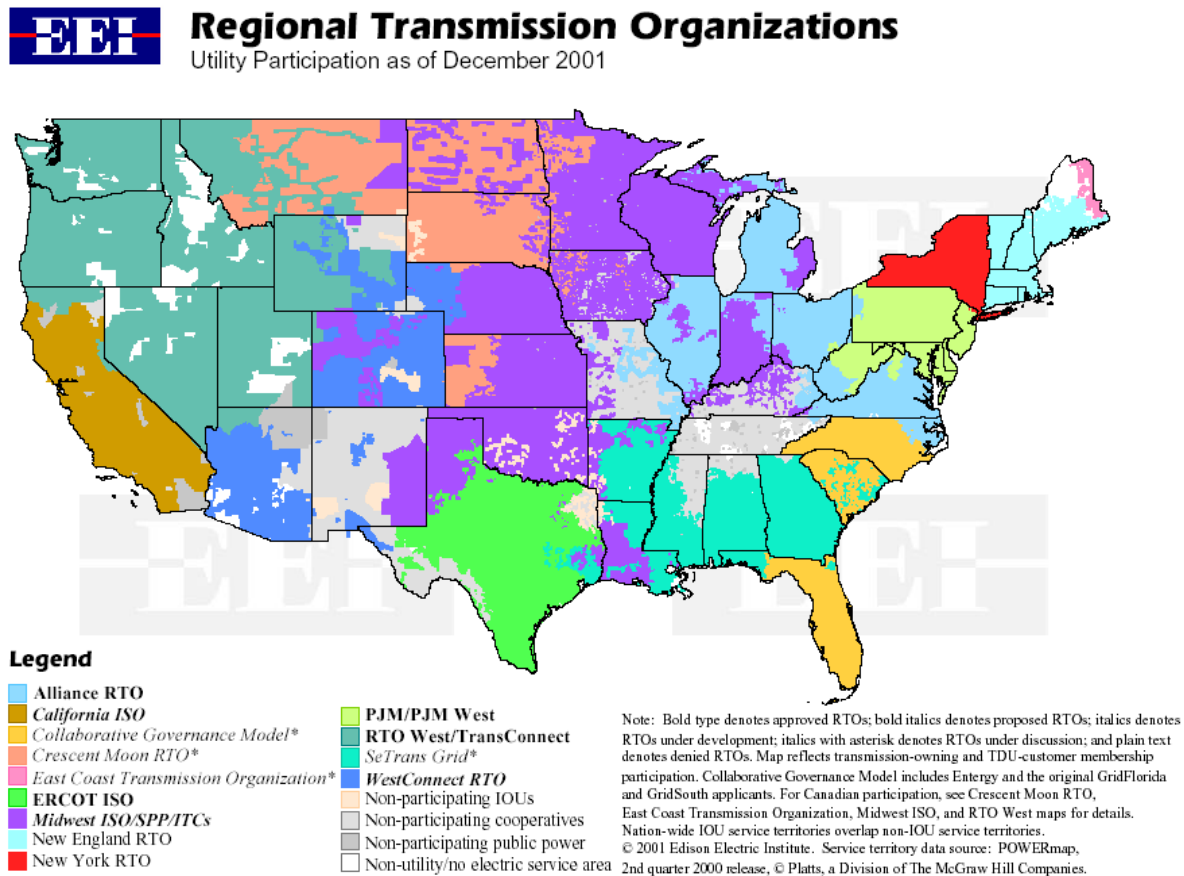 EEI
Regional Transmission Organizations
Utility Participation as of December 2001
EEI
EEI
EEI
Legend
Alliance RTO
California ISO
Collaborative Governance Model*
Crescent Moon RTO*
East Coast Transmission Organization*
ERCOT ISO
Midwest ISO/SPP/ITCs
New England RTO
New York RTO
PJM/PJM West
RTO West/TransConnect
SeTrans Grid*
WestConnect RTO
Non-participating IOUs
Non-participating cooperatives
Non-participating public power
Non-utility/no electric service area
Note: Bold type denotes approved RTOs; bold italics denotes proposed RTOs; italics denotes
RTOs under development; italics with asterisk denotes RTOs under discussion; and plain text
denotes denied RTOs. Map reflects transmission-owning and TDU-customer membership
participation. Collaborative Governance Model includes Entergy and the original GridFlorida
and GridSouth applicants. For Canadian participation, see Crescent Moon RTO,
East Coast Transmission Organization, Midwest ISO, and RTO West maps for details.
Nation-wide IOU service territories overlap non-IOU service territories.
© 2001 Edison Electric Institute. Service territory data source: POWERmap,
2nd quarter 2000 release, © Platts, a Division of The McGraw Hill Companies.